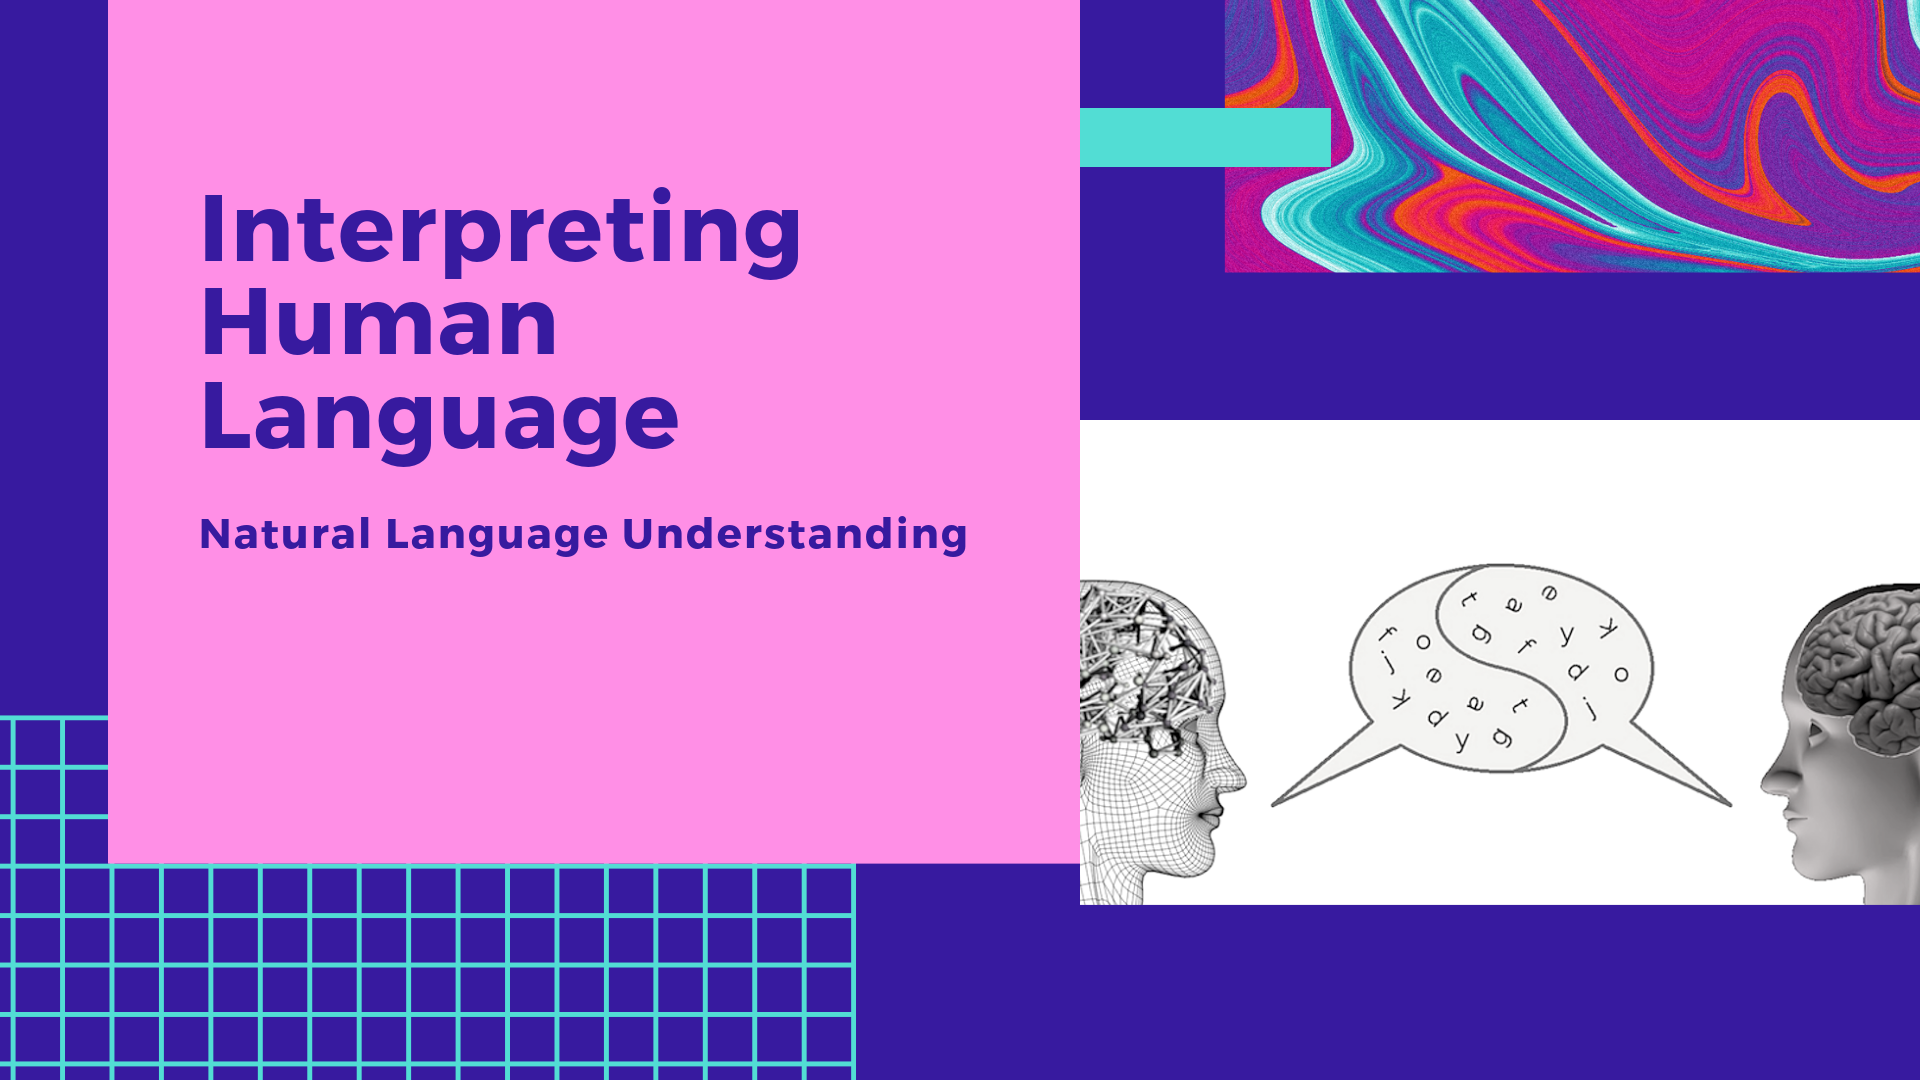 Interpreting
Human
Language
Natural Language Understanding
t a e
f o g f y k
j e d o
k d a t j
y g